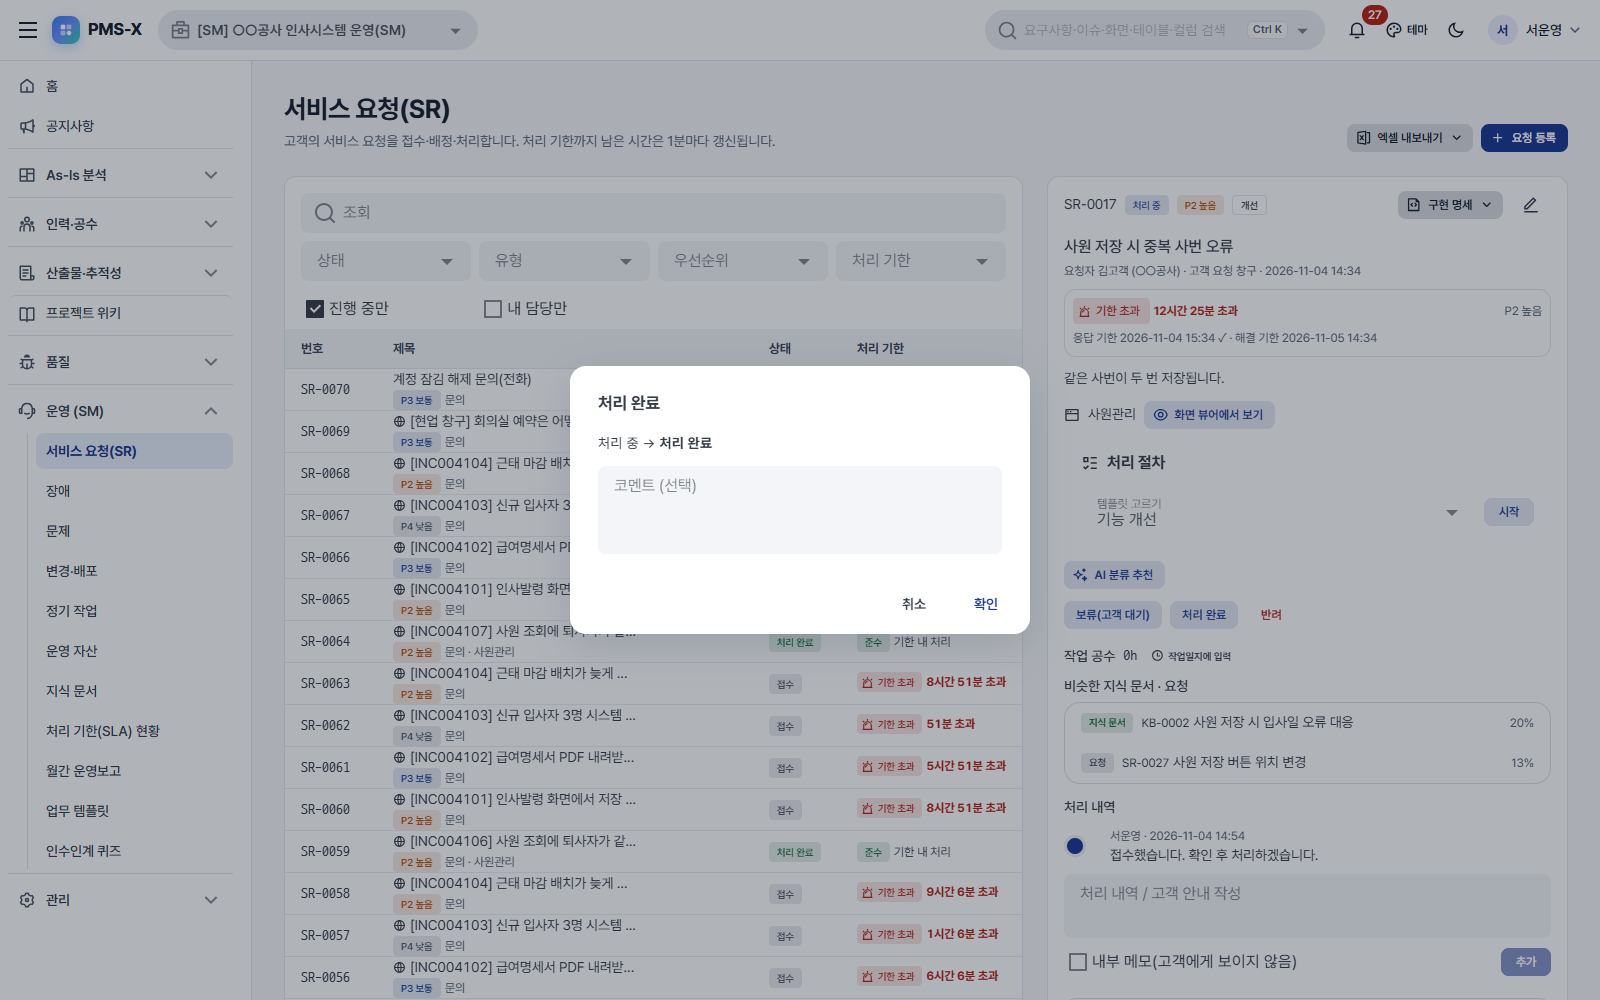 PMS-X
[SM] 〇〇공사 인사시스템 운영(SM)
요구사항·이슈·화면·테이블·컬럼 검색
Ctrl K
27
테마
서
서운영
홈
공지사항
As-Is 분석
인력·공수
산출물·추적성
프로젝트 위키
품질
운영 (SM)
서비스 요청(SR)
장애
문제
변경·배포
정기 작업
운영 자산
지식 문서
처리 기한(SLA) 현황
월간 운영보고
업무 템플릿
인수인계 퀴즈
관리
서비스 요청(SR)
고객의 서비스 요청을 접수·배정·처리합니다. 처리 기한까지 남은 시간은 1분마다 갱신됩니다.
엑셀 내보내기
요청 등록
조회
상태
유형
우선순위
처리 기한
진행 중만
내 담당만
번호 제목 상태 처리 기한
SR-0070 계정 잠김 해제 문의(전화)
P3 보통 문의
SR-0069 [현업 창구] 회의실 예약은 어떻
P3 보통 문의
SR-0068 [INC004104] 근태 마감 배치
P2 높음 문의
SR-0067 [INC004103] 신규 입사자 3
P4 낮음 문의
SR-0066 [INC004102] 급여명세서 PD
P3 보통 문의
SR-0065 [INC004101] 인사발령 화면
P2 높음 문의
SR-0064 [INC004107] 사원 조회에 퇴사자가 같...
P2 높음 문의 · 사원관리 처리 완료 준수 기한 내 처리
SR-0063 [INC004104] 근태 마감 배치가 늦게 ...
P2 높음 문의 접수 기한 초과 8시간 51분 초과
SR-0062 [INC004103] 신규 입사자 3명 시스템 ...
P4 낮음 문의 접수 기한 초과 51분 초과
SR-0061 [INC004102] 급여명세서 PDF 내려받...
P3 보통 문의 접수 기한 초과 5시간 51분 초과
SR-0060 [INC004101] 인사발령 화면에서 저장 ...
P2 높음 문의 접수 기한 초과 8시간 51분 초과
SR-0059 [INC004106] 사원 조회에 퇴사자가 같...
P2 높음 문의 · 사원관리 처리 완료 준수 기한 내 처리
SR-0058 [INC004104] 근태 마감 배치가 늦게 ...
P2 높음 문의 접수 기한 초과 9시간 6분 초과
SR-0057 [INC004103] 신규 입사자 3명 시스템 ...
P4 낮음 문의 접수 기한 초과 1시간 6분 초과
SR-0056 [INC004102] 급여명세서 PDF 내려받...
P3 보통 문의 접수 기한 초과 6시간 6분 초과
처리 완료
처리 중 → 처리 완료
코멘트 (선택)
취소
확인
SR-0017 처리 중 P2 높음 개선
구현 명세
사원 저장 시 중복 사번 오류
요청자 김고객 (〇〇공사) · 고객 요청 창구 · 2026-11-04 14:34
기한 초과 12시간 25분 초과 P2 높음
응답 기한 2026-11-04 15:34 ✓ · 해결 기한 2026-11-05 14:34
같은 사번이 두 번 저장됩니다.
사원관리 화면 뷰어에서 보기
처리 절차
템플릿 고르기
기능 개선
시작
AI 분류 추천
보류(고객 대기) 처리 완료 반려
작업 공수 0h 작업일지에 입력
비슷한 지식 문서 · 요청
지식 문서 KB-0002 사원 저장 시 입사일 오류 대응 20%
요청 SR-0027 사원 저장 버튼 위치 변경 13%
처리 내역
서운영 · 2026-11-04 14:54
접수했습니다. 확인 후 처리하겠습니다.
처리 내역 / 고객 안내 작성
내부 메모(고객에게 보이지 않음)
추가